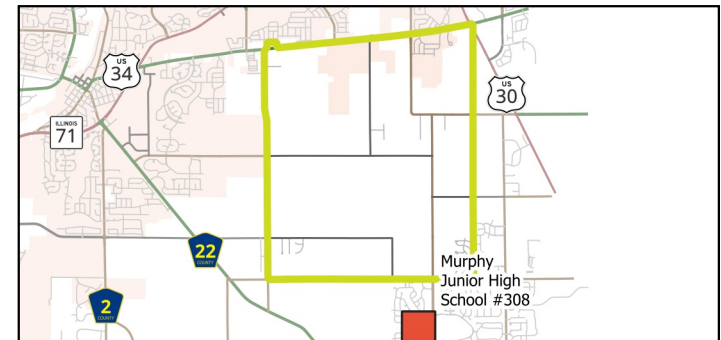 US
34
US
30
ILLINOIS
71
22
COUNTY
2
COUNTY
Murphy
Junior High
School #308